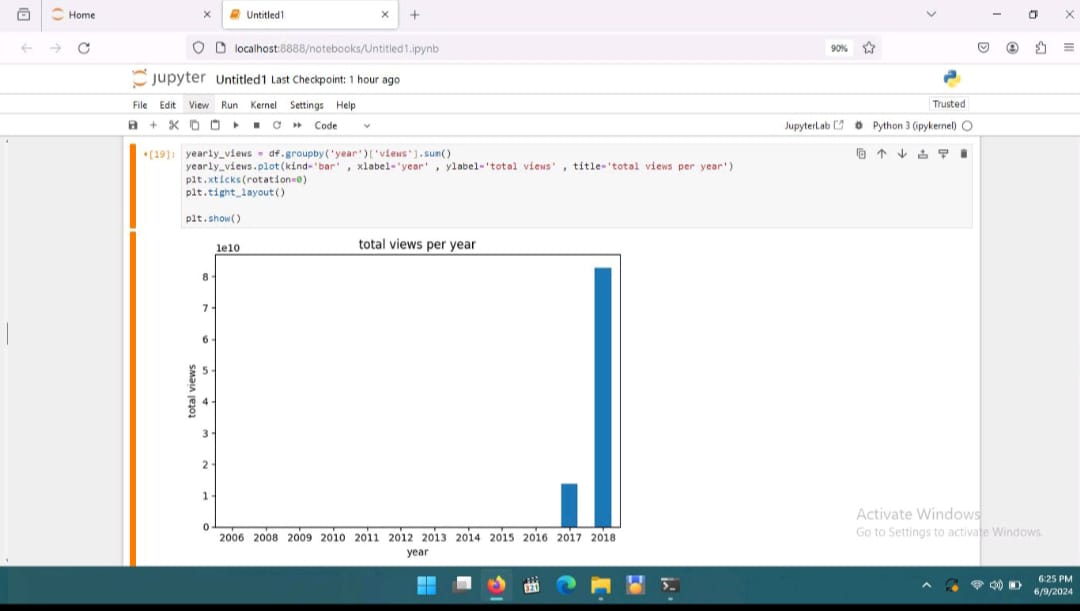 Home
Untitled1
localhost:8888/notebooks/Untitled1.ipynb
90%
jupyter Untitled1 Last Checkpoint: 1 hour ago
File Edit View Run Kernel Settings Help
Trusted
Code
JupyterLab
Python 3 (ipykernel)
[19]:
yearly_views = df.groupby('year')['views'].sum()
yearly_views.plot(kind='bar' , xlabel='year' , ylabel='total views' , title='total views per year')
plt.xticks(rotation=0)
plt.tight_layout()
plt.show()
total views per year
1e10
8
7
6
5
4
3
2
1
0
total views
2006 2008 2009 2010 2011 2012 2013 2014 2015 2016 2017 2018
year
Activate Windows
Go to Settings to activate Windows.
321
6:25 PM
6/9/2024